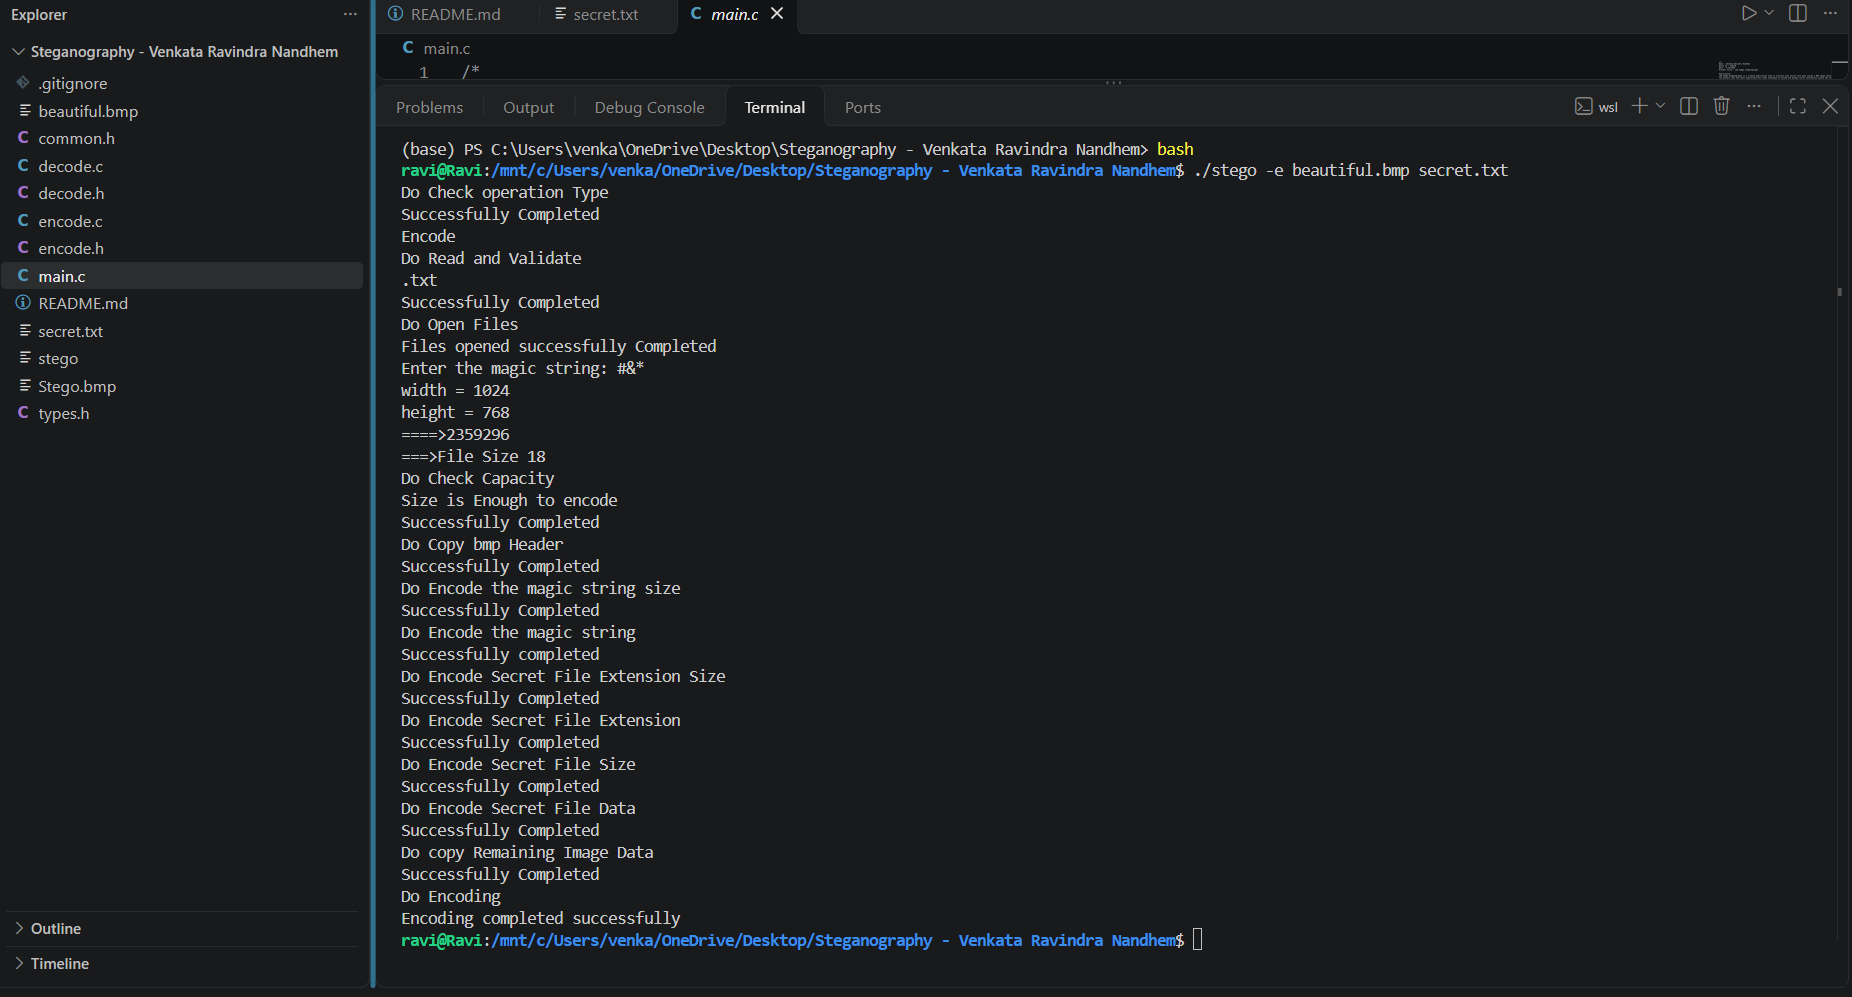 Explorer
Steganography - Venkata Ravindra Nandhem
.gitignore
beautiful.bmp
common.h
decode.c
decode.h
encode.c
encode.h
main.c
README.md
secret.txt
stego
Stego.bmp
types.h
Outline
Timeline
README.md
secret.txt
main.c
main.c
1 /*
Problems Output Debug Console Terminal Ports
wsl
(base) PS C:\Users\venka\OneDrive\Desktop\Steganography - Venkata Ravindra Nandhem> bash
ravi@Ravi:/mnt/c/Users/venka/OneDrive/Desktop/Steganography - Venkata Ravindra Nandhem$ ./stego -e beautiful.bmp secret.txt
Do Check operation Type
Successfully Completed
Encode
Do Read and Validate
.txt
Successfully Completed
Do Open Files
Files opened successfully Completed
Enter the magic string: #&*
width = 1024
height = 768
====>2359296
===>File Size 18
Do Check Capacity
Size is Enough to encode
Successfully Completed
Do Copy bmp Header
Successfully Completed
Do Encode the magic string size
Successfully Completed
Do Encode the magic string
Successfully completed
Do Encode Secret File Extension Size
Successfully Completed
Do Encode Secret File Extension
Successfully Completed
Do Encode Secret File Size
Successfully Completed
Do Encode Secret File Data
Successfully Completed
Do copy Remaining Image Data
Successfully Completed
Do Encoding
Encoding completed successfully
ravi@Ravi:/mnt/c/Users/venka/OneDrive/Desktop/Steganography - Venkata Ravindra Nandhem$